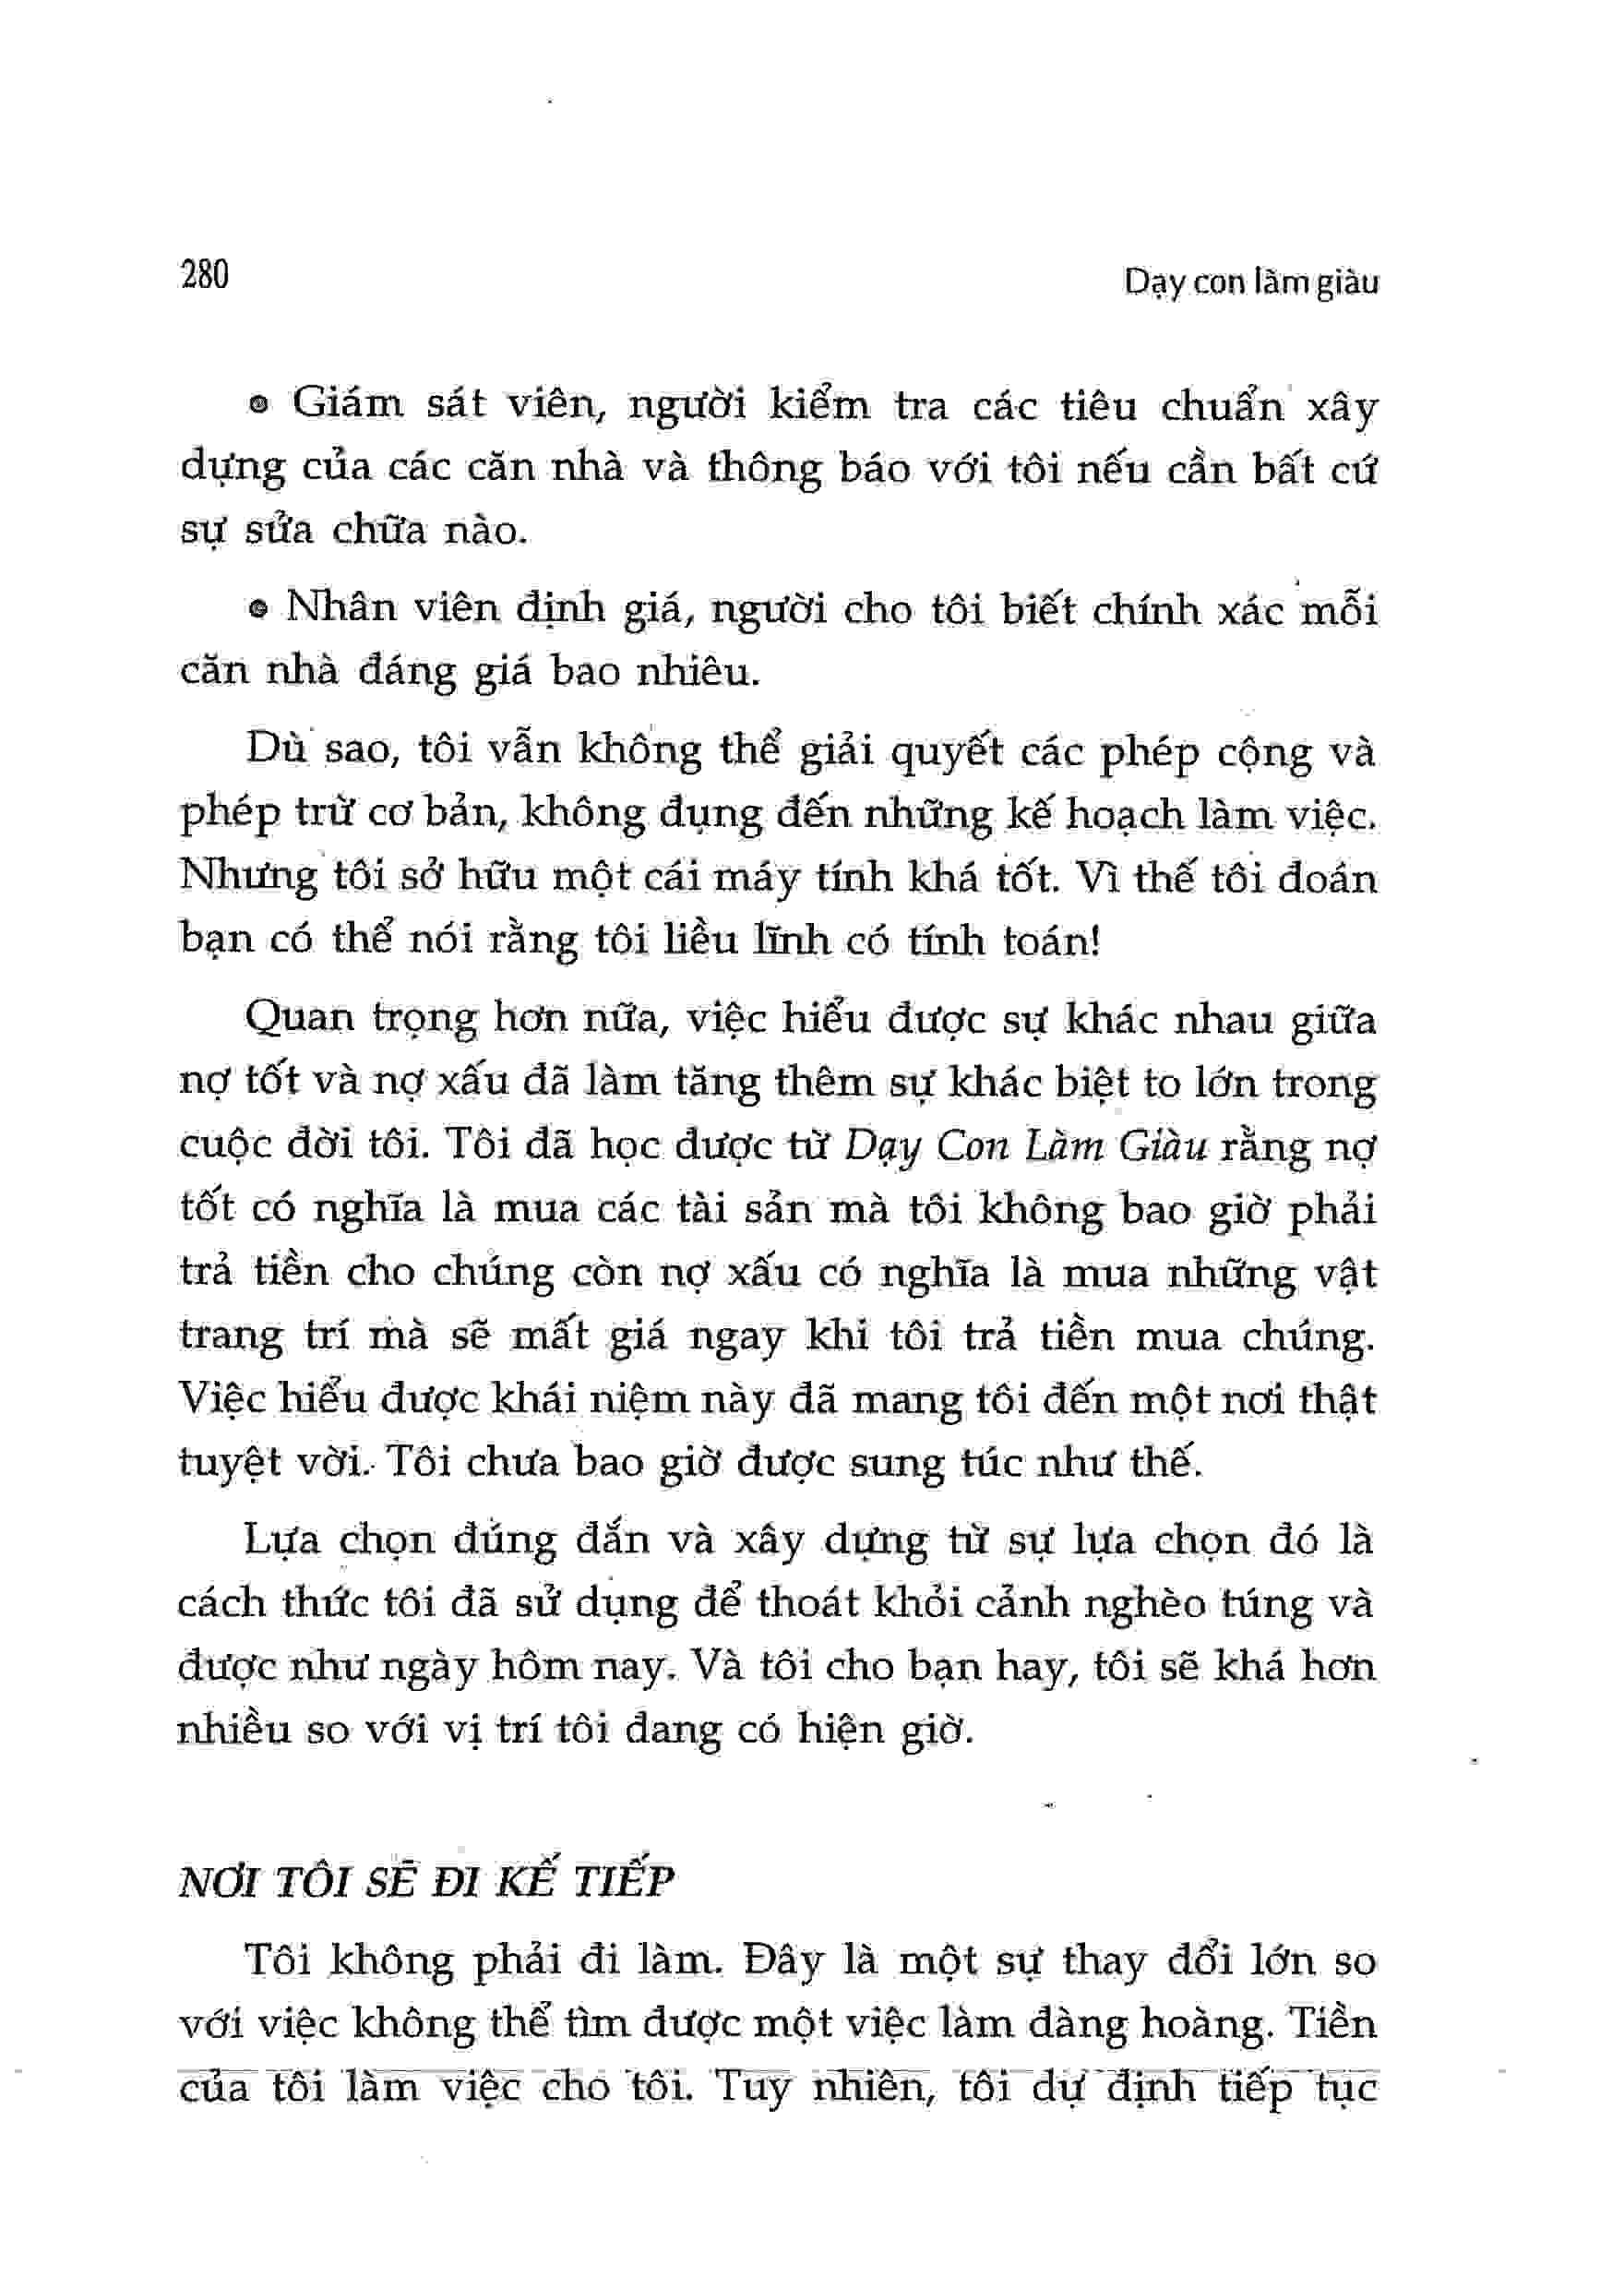 280
Dạy con làm giàu
● Giám sát viên, người kiểm tra các tiêu chuẩn xây
dựng của các căn nhà và thông báo với tôi nếu cần bất cứ
sự sửa chữa nào.
● Nhân viên định giá, người cho tôi biết chính xác mỗi
căn nhà đáng giá bao nhiêu.
Dù sao, tôi vẫn không thể giải quyết các phép cộng và
phép trừ cơ bản, không đụng đến những kế hoạch làm việc.
Nhưng tôi sở hữu một cái máy tính khá tốt. Vì thế tôi đoán
bạn có thể nói rằng tôi liều lĩnh có tính toán!
Quan trọng hơn nữa, việc hiểu được sự khác nhau giữa
nợ tốt và nợ xấu đã làm tăng thêm sự khác biệt to lớn trong
cuộc đời tôi. Tôi đã học được từ Dạy Con Làm Giàu rằng nợ
tốt có nghĩa là mua các tài sản mà tôi không bao giờ phải
trả tiền cho chúng còn nợ xấu có nghĩa là mua những vật
trang trí mà sẽ mất giá ngay khi tôi trả tiền mua chúng.
Việc hiểu được khái niệm này đã mang tôi đến một nơi thật
tuyệt vời. Tôi chưa bao giờ được sung túc như thế.
Lựa chọn đúng đắn và xây dựng từ sự lựa chọn đó là
cách thức tôi đã sử dụng để thoát khỏi cảnh nghèo túng và
được như ngày hôm nay. Và tôi cho bạn hay, tôi sẽ khá hơn
nhiều so với vị trí tôi đang có hiện giờ.
NƠI TÔI SẼ ĐI KẾ TIẾP
Tôi không phải đi làm. Đây là một sự thay đổi lớn so
với việc không thể tìm được một việc làm đàng hoàng. Tiền
của tôi làm việc cho tôi. Tuy nhiên, tôi dự định tiếp tục